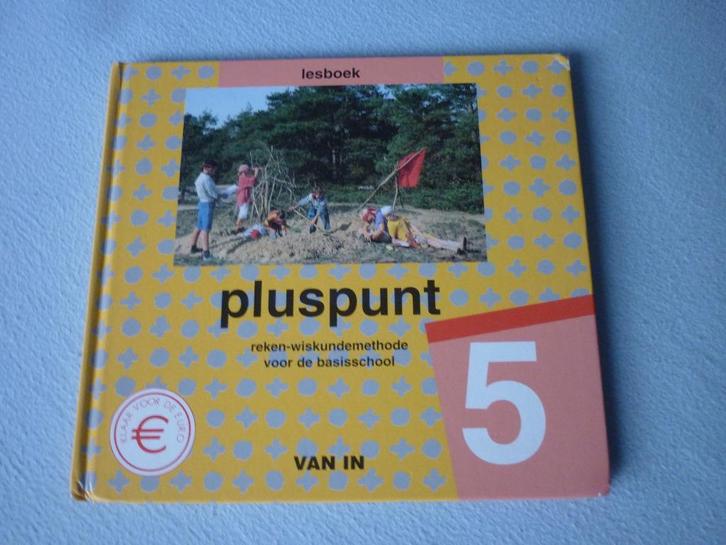 lesboek
pluspunt
reken-wiskundemethode
voor de basisschool
5
KLAAR VOOR DE EURO
€
VAN IN